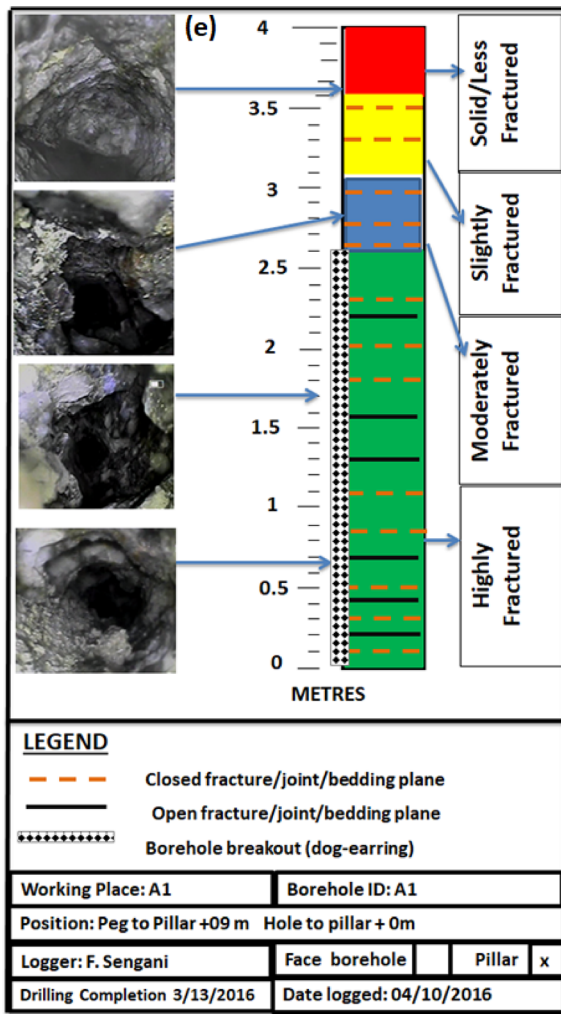 (e)
4
3.5
3
2.5
2
1.5
1
0.5
0
METRES
Solid/Less
Fractured
Slightly
Fractured
Moderately
Fractured
Highly
Fractured
LEGEND
Closed fracture/joint/bedding plane
Open fracture/joint/bedding plane
Borehole breakout (dog-earring)
Working Place: A1
Borehole ID: A1
Position: Peg to Pillar +09 m Hole to pillar + 0m
Logger: F. Sengani
Face borehole
Pillar x
Drilling Completion 3/13/2016
Date logged: 04/10/2016